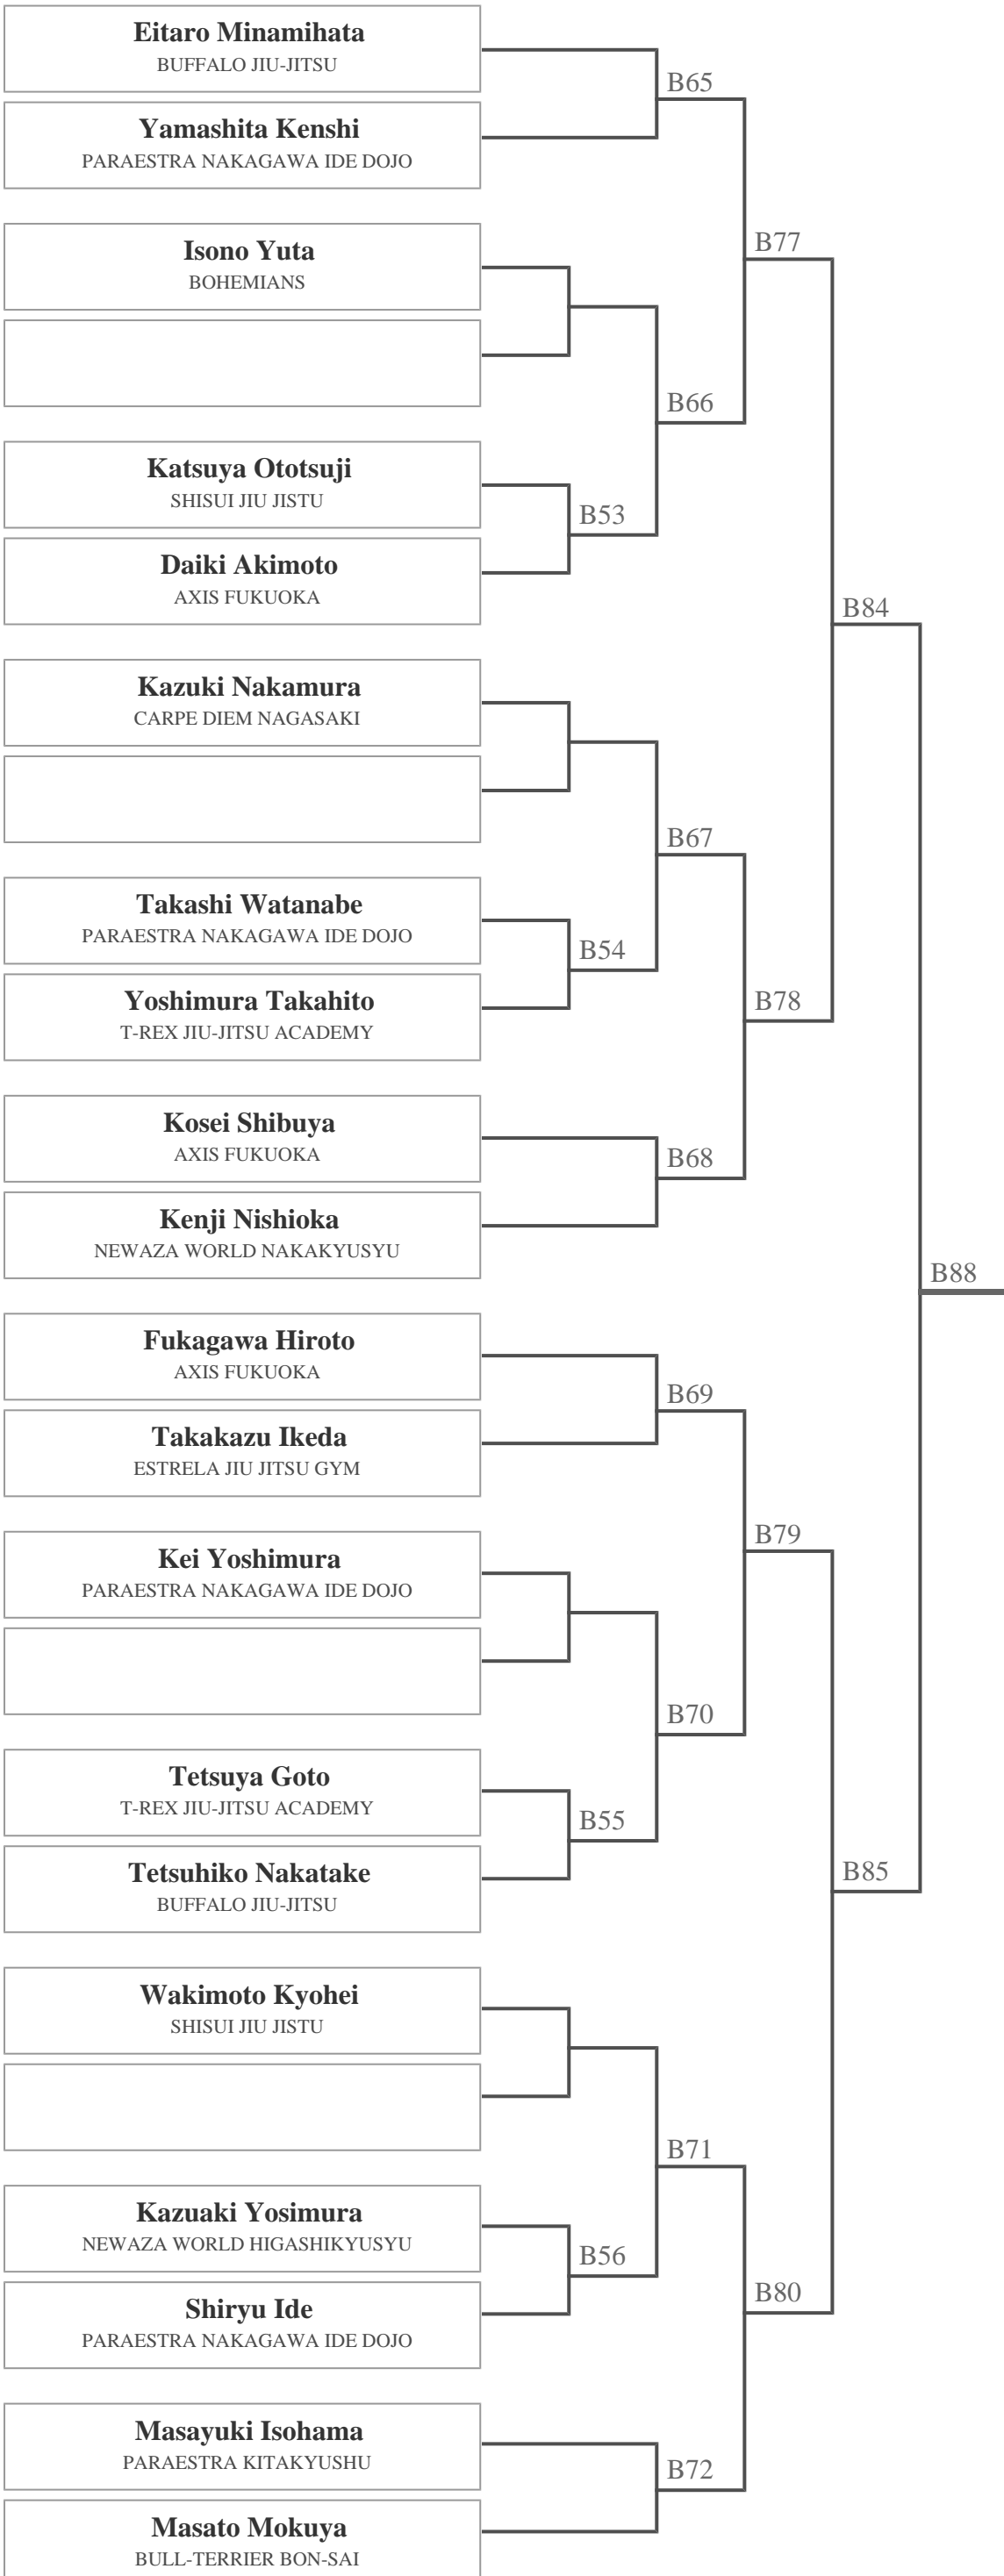 Eitaro Minamihata
BUFFALO JIU-JITSU
B65
Yamashita Kenshi
PARAESTRA NAKAGAWA IDE DOJO
Isono Yuta
BOHEMIANS
B77
B66
Katsuya Ototsuji
SHISUI JIU JISTU
B53
Daiki Akimoto
AXIS FUKUOKA
B84
Kazuki Nakamura
CARPE DIEM NAGASAKI
B67
Takashi Watanabe
PARAESTRA NAKAGAWA IDE DOJO
B54
Yoshimura Takahito
T-REX JIU-JITSU ACADEMY
B78
Kosei Shibuya
AXIS FUKUOKA
B68
Kenji Nishioka
NEWAZA WORLD NAKAKYUSYU
B88
Fukagawa Hiroto
AXIS FUKUOKA
B69
Takakazu Ikeda
ESTRELA JIU JITSU GYM
B79
Kei Yoshimura
PARAESTRA NAKAGAWA IDE DOJO
B70
Tetsuya Goto
T-REX JIU-JITSU ACADEMY
B55
Tetsuhiko Nakatake
BUFFALO JIU-JITSU
B85
Wakimoto Kyohei
SHISUI JIU JISTU
B71
Kazuaki Yosimura
NEWAZA WORLD HIGASHIKYUSYU
B56
Shiryu Ide
PARAESTRA NAKAGAWA IDE DOJO
B80
Masayuki Isohama
PARAESTRA KITAKYUSHU
B72
Masato Mokuya
BULL-TERRIER BON-SAI